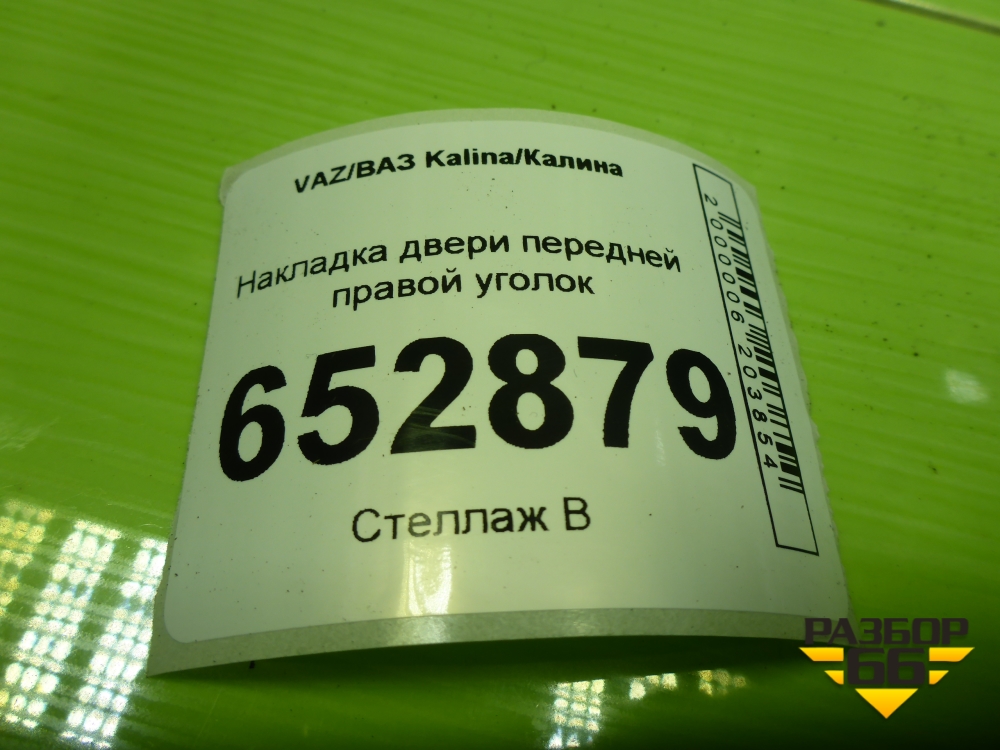 VAZ/ВАЗ Kalina/Калина
Накладка двери передней
правой уголок
652879
Стеллаж В
2000006203854
РАЗБОР
66